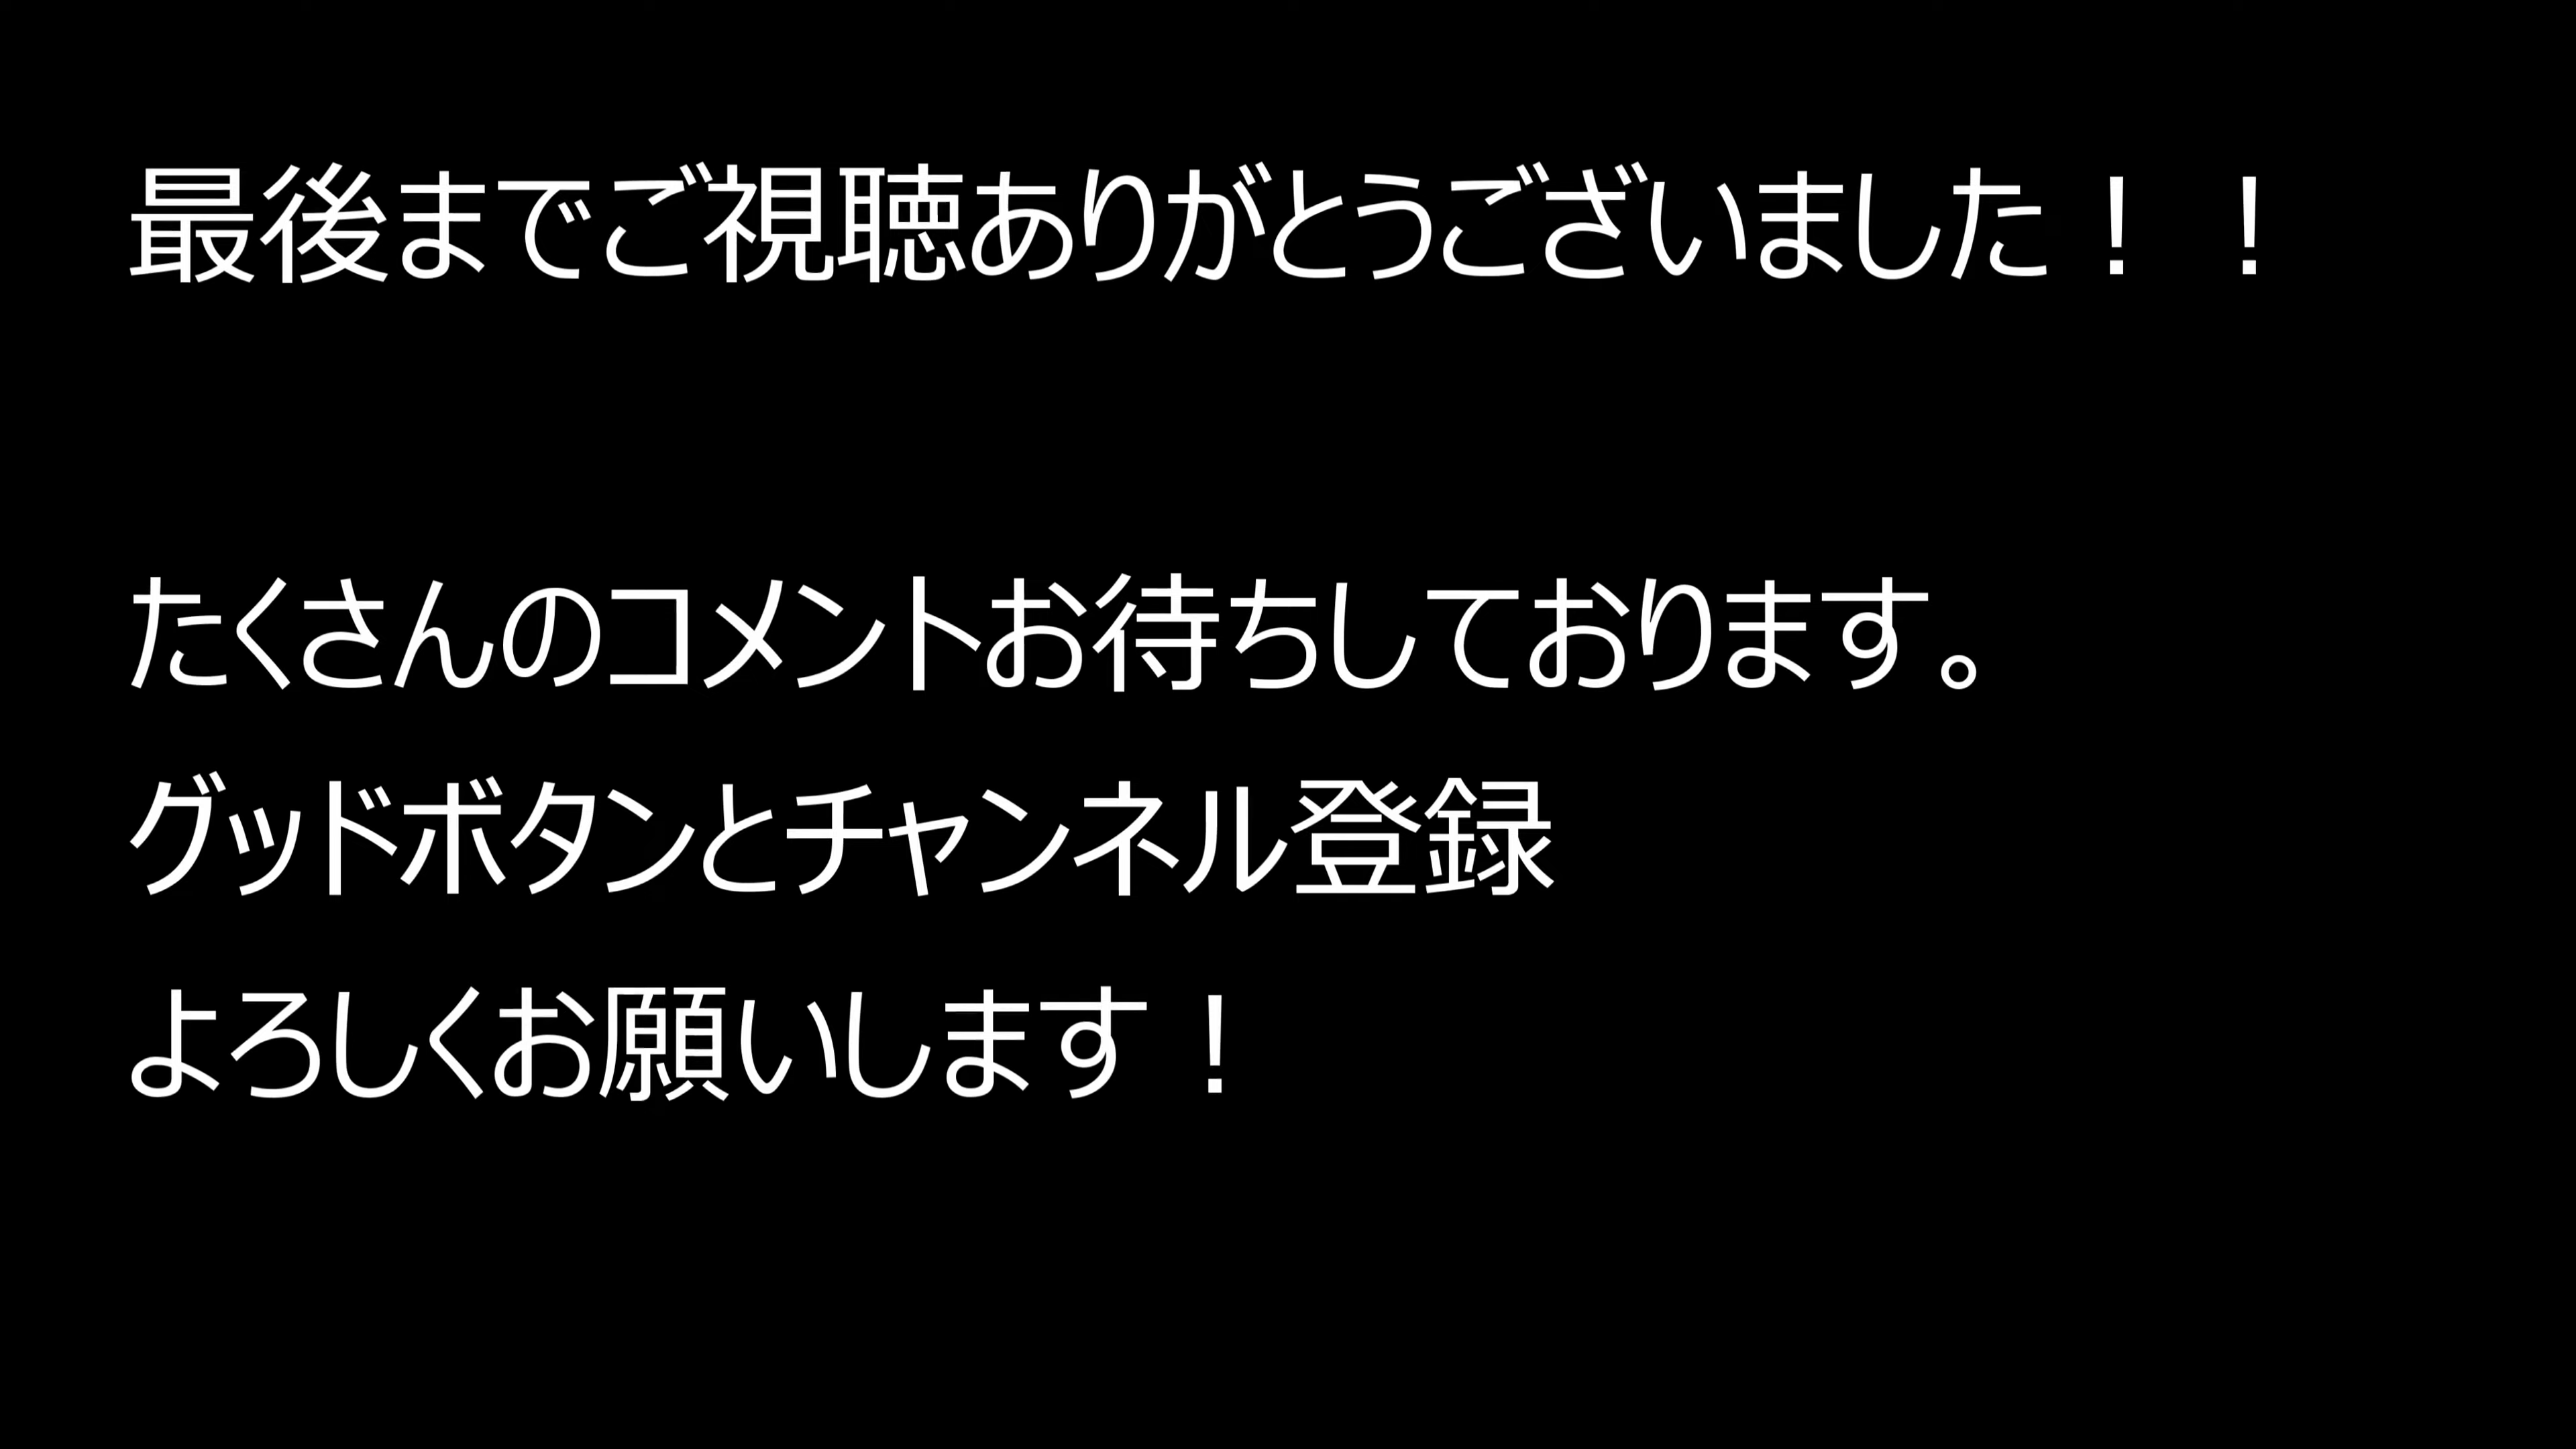 最後までご視聴ありがとうございました！！
たくさんのコメントお待ちしております。
グッドボタンとチャンネル登録
よろしくお願いします！